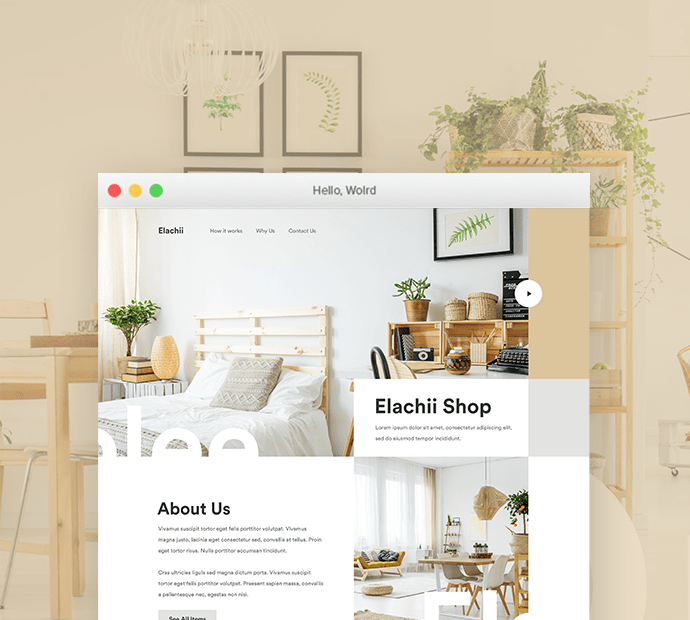 Hello, Wolrd
Elachii How it works Why Us Contact Us
Elachii Shop
Lorem ipsum dolor sit amet, consectetur adipiscing elit,
sed do eiusmod tempor incididunt.
About Us
Vivamus suscipit tortor eget felis porttitor volutpat. Vivamus
magna justo, lacinia eget consectetur sed, convallis at tellus. Proin
eget tortor risus. Nulla porttitor accumsan tincidunt.
Cras ultricies ligula sed magna dictum porta. Vivamus suscipit
tortor eget felis porttitor volutpat. Praesent sapien massa, convallis
a pellentesque nec, egestas non nisi.
See All Items